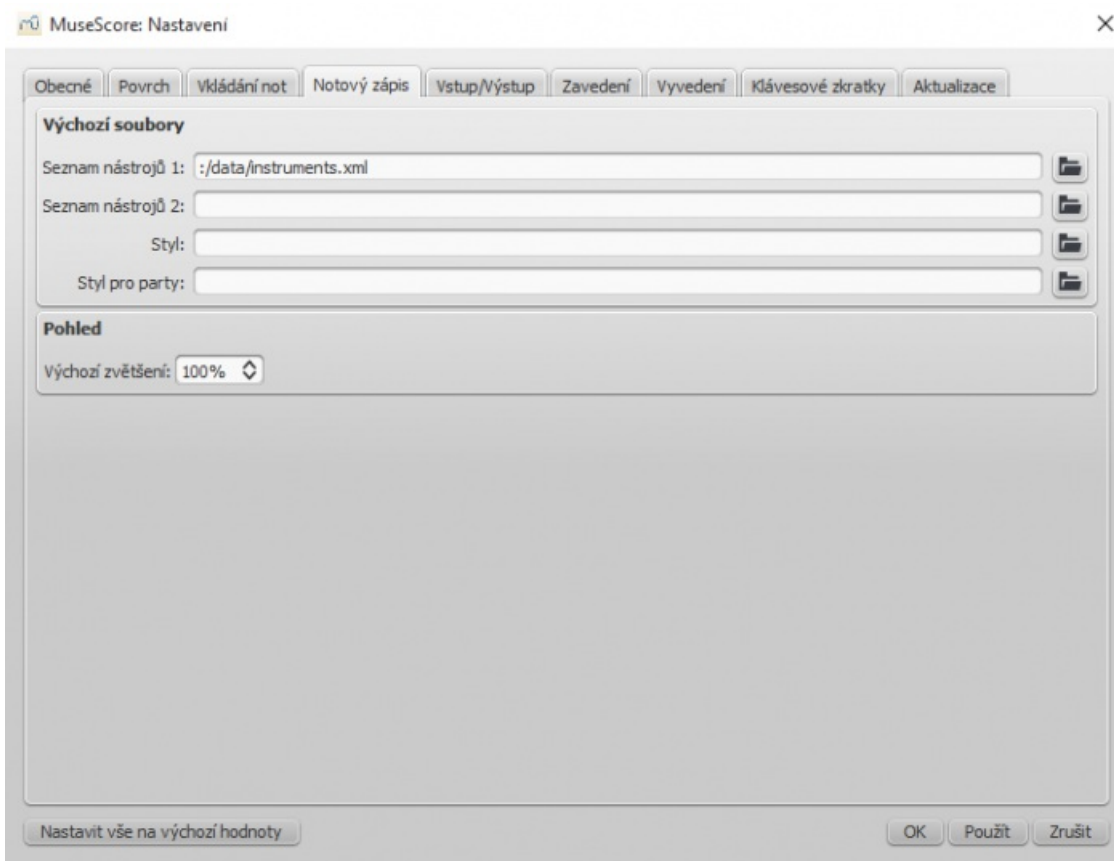 MuseScore: Nastavení
Obecné Povrch Vkládání not Notový zápis Vstup/Výstup Zavedení Vyvedení Klávesové zkratky Aktualizace
Výchozí soubory
Seznam nástrojů 1: :/data/instruments.xml
Seznam nástrojů 2:
Styl:
Styl pro party:
Pohled
Výchozí zvětšení: 100%
Nastavit vše na výchozí hodnoty OK Použít Zrušit